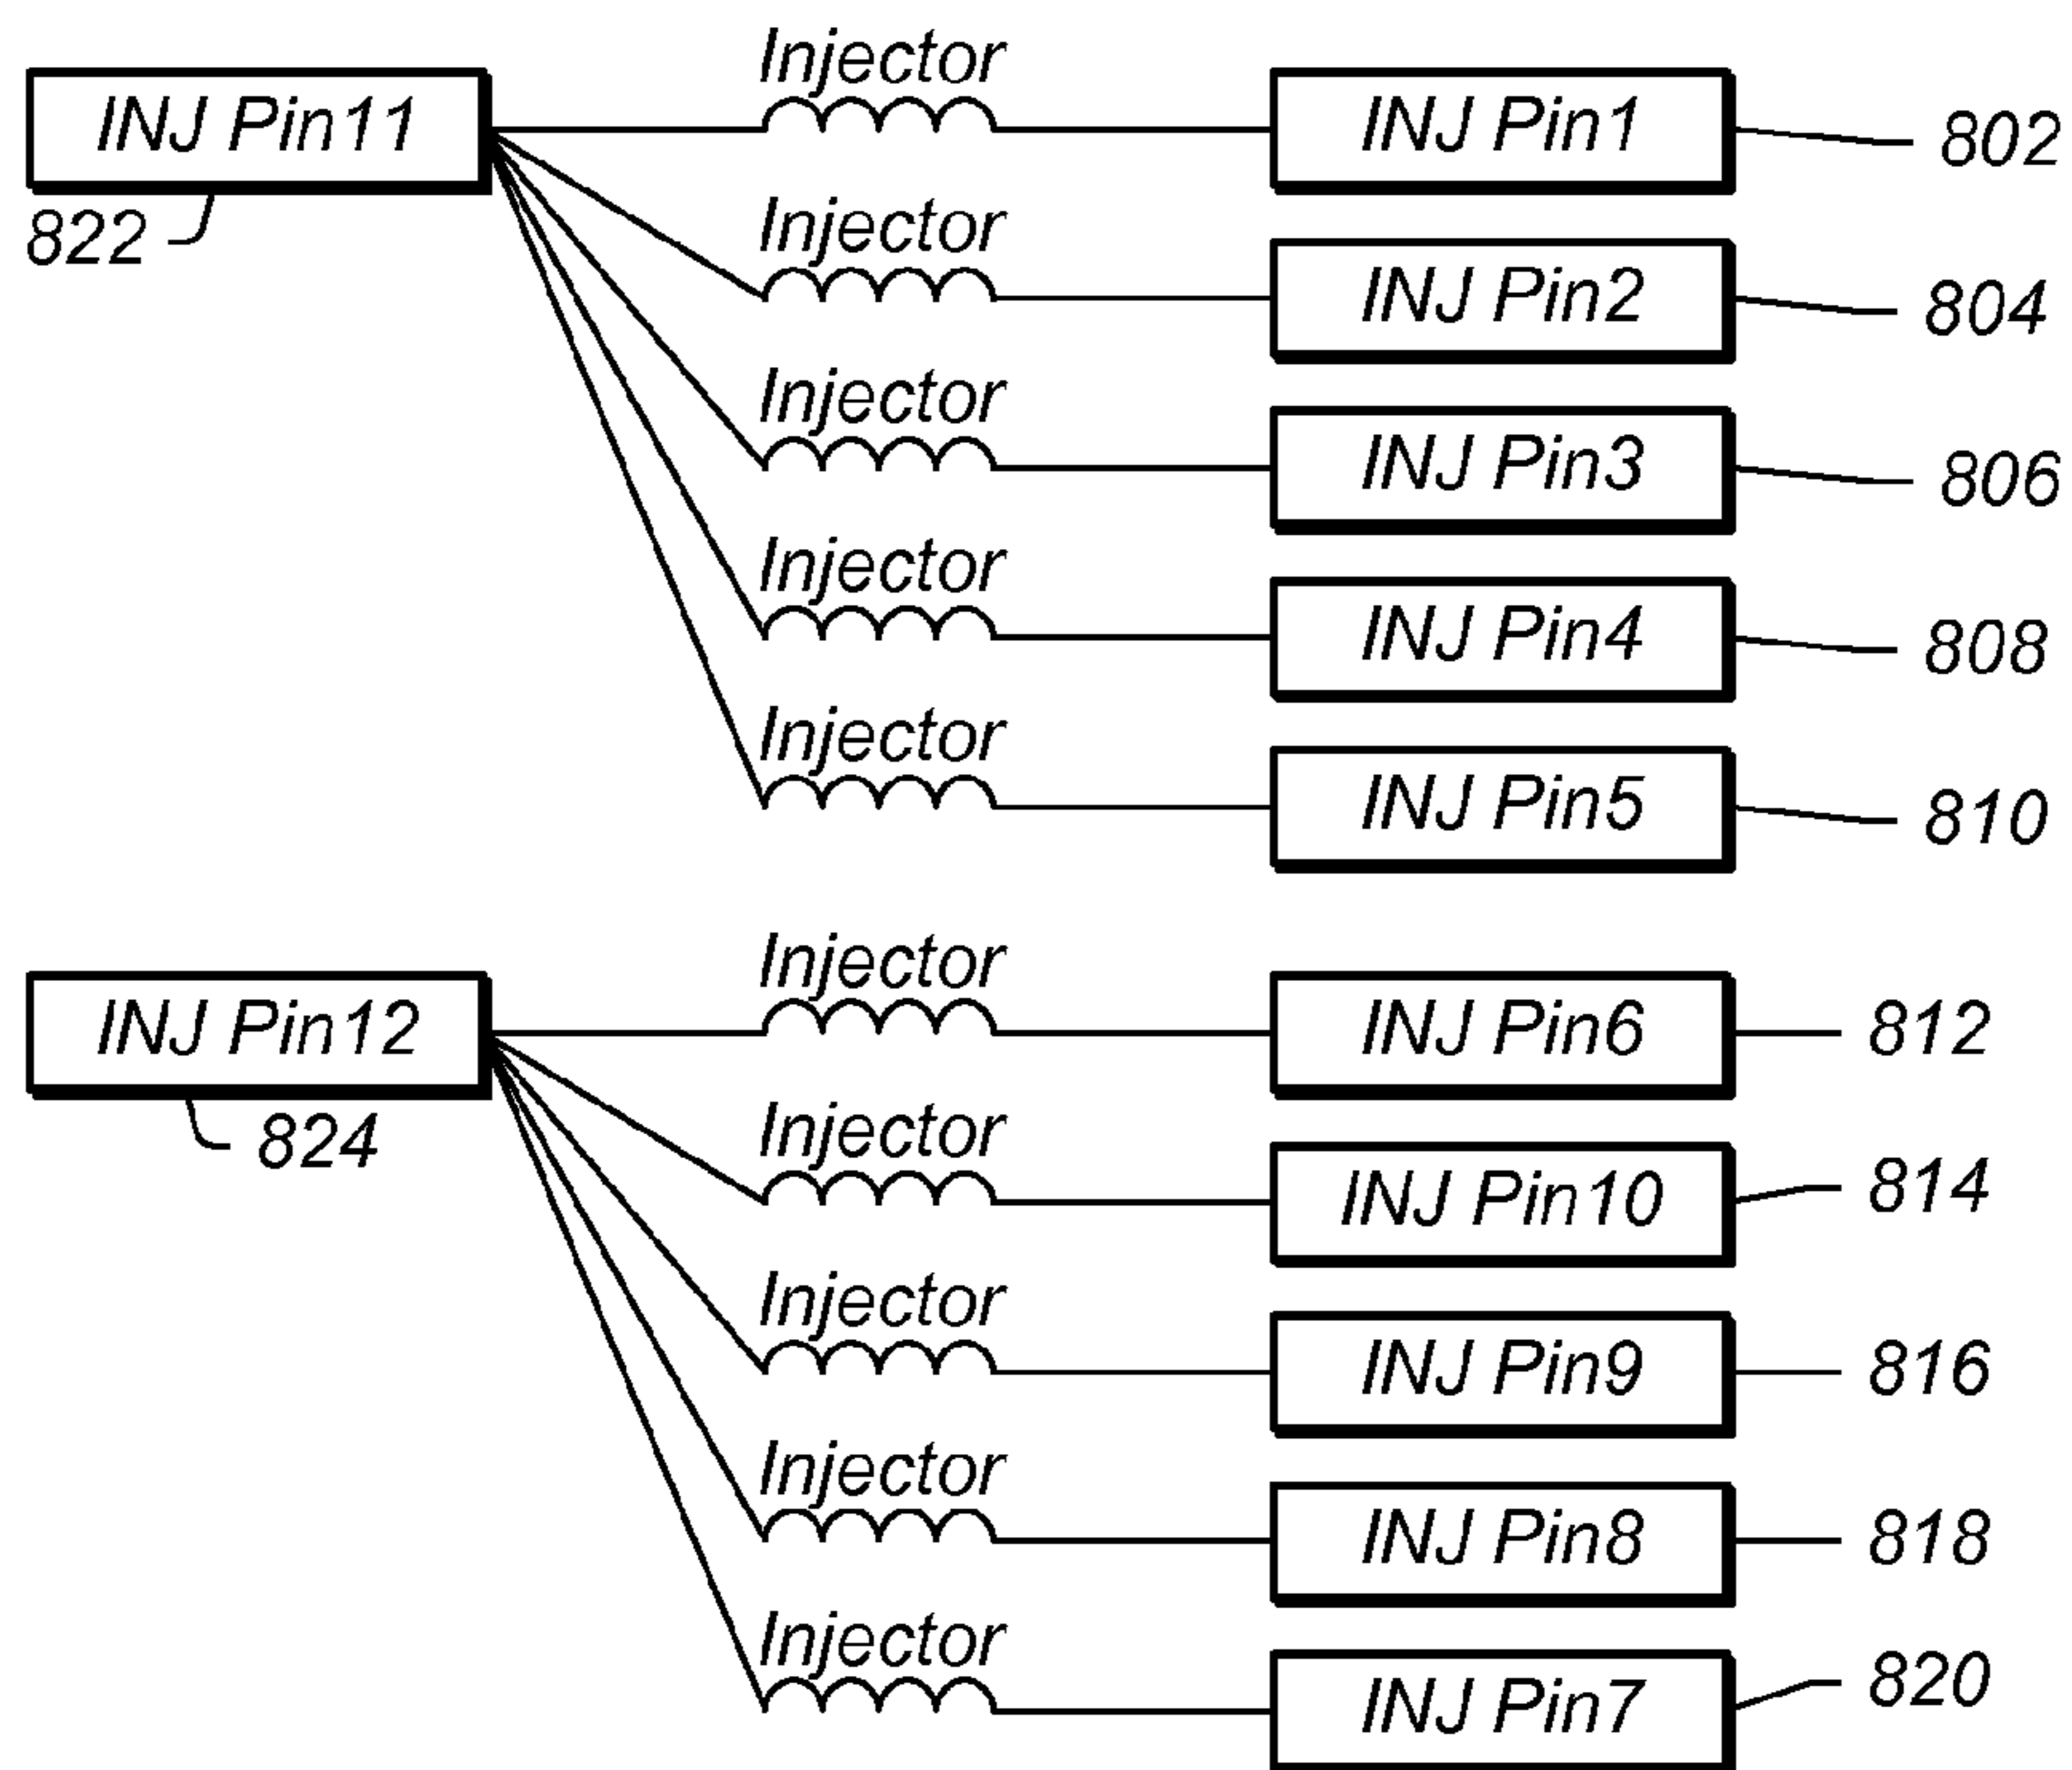 Injector
INJ Pin11
INJ Pin1
802
822
Injector
INJ Pin2
804
Injector
INJ Pin3
806
Injector
INJ Pin4
808
Injector
INJ Pin5
810
Injector
INJ Pin12
INJ Pin6
812
824
Injector
INJ Pin10
814
Injector
INJ Pin9
816
Injector
INJ Pin8
818
Injector
INJ Pin7
820